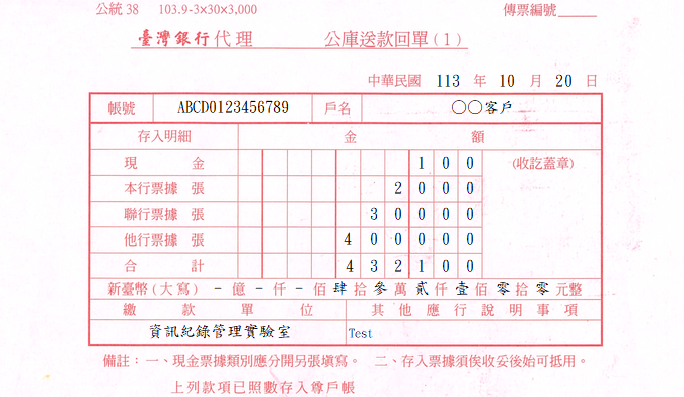 公統 38 103.9-3×30×3,000 傳票編號
臺灣銀行代理 公庫送款回單(1)
中華民國 113 年 10 月 20 日
帳號 ABCD0123456789 戶名 ○○客戶
存入明細 金 額
現 金 1 0 0 (收訖蓋章)
本行票據 張 2 0 0 0
聯行票據 張 3 0 0 0 0
他行票據 張 4 0 0 0 0 0
合 計 4 3 2 1 0 0
新臺幣(大寫) - 億 - 仟 - 佰 肆 拾 參 萬 貳 仟 壹 佰 零 拾 零 元整
繳 款 單 位 其 他 應 行 說 明 事 項
資訊紀錄管理實驗室 Test
備註:一、現金票據類別應分開另張填寫。 二、存入票據須俟收妥後始可抵用。
上列款項已照數存入尊戶帳